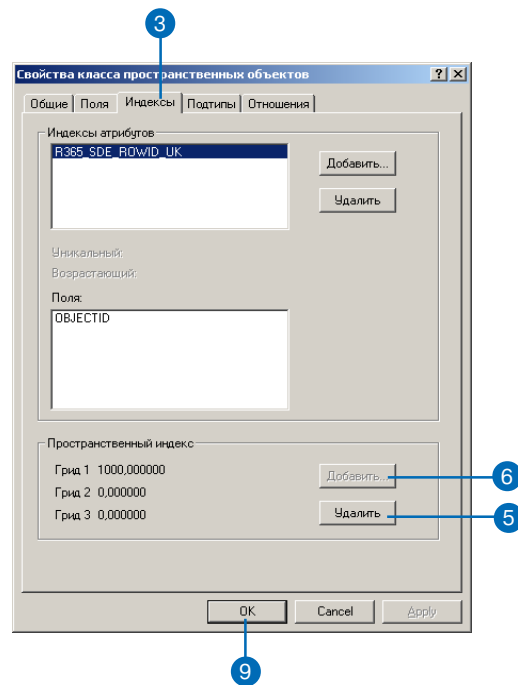 3
Свойства класса пространственных объектов ? ×
Общие Поля Индексы Подтипы Отношения
Индексы атрибутов
R365_SDE_ROWID_UK
Добавить...
Удалить
Уникальный:
Возрастающий:
Поля:
OBJECTID
Пространственный индекс
Грид 1 1000,000000
Добавить...
6
Грид 2 0,000000
Грид 3 0,000000
Удалить
5
OK Cancel Apply
9